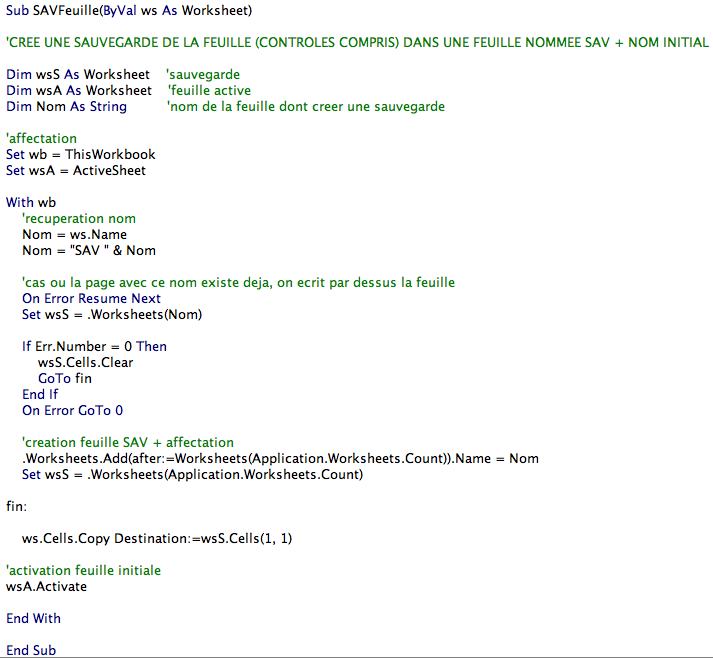 Sub SAVFeuille(ByVal ws As Worksheet)
'CREE UNE SAUVEGARDE DE LA FEUILLE (CONTROLES COMPRIS) DANS UNE FEUILLE NOMMEE SAV + NOM INITIAL
Dim wsS As Worksheet 'sauvegarde
Dim wsA As Worksheet 'feuille active
Dim Nom As String 'nom de la feuille dont creer une sauvegarde
'affectation
Set wb = ThisWorkbook
Set wsA = ActiveSheet
With wb
'recuperation nom
Nom = ws.Name
Nom = "SAV " & Nom
'cas ou la page avec ce nom existe deja, on ecrit par dessus la feuille
On Error Resume Next
Set wsS = .Worksheets(Nom)
If Err.Number = 0 Then
wsS.Cells.Clear
GoTo fin
End If
On Error GoTo 0
'creation feuille SAV + affectation
.Worksheets.Add(after:=Worksheets(Application.Worksheets.Count)).Name = Nom
Set wsS = .Worksheets(Application.Worksheets.Count)
fin:
ws.Cells.Copy Destination:=wsS.Cells(1, 1)
'activation feuille initiale
wsA.Activate
End With
End Sub